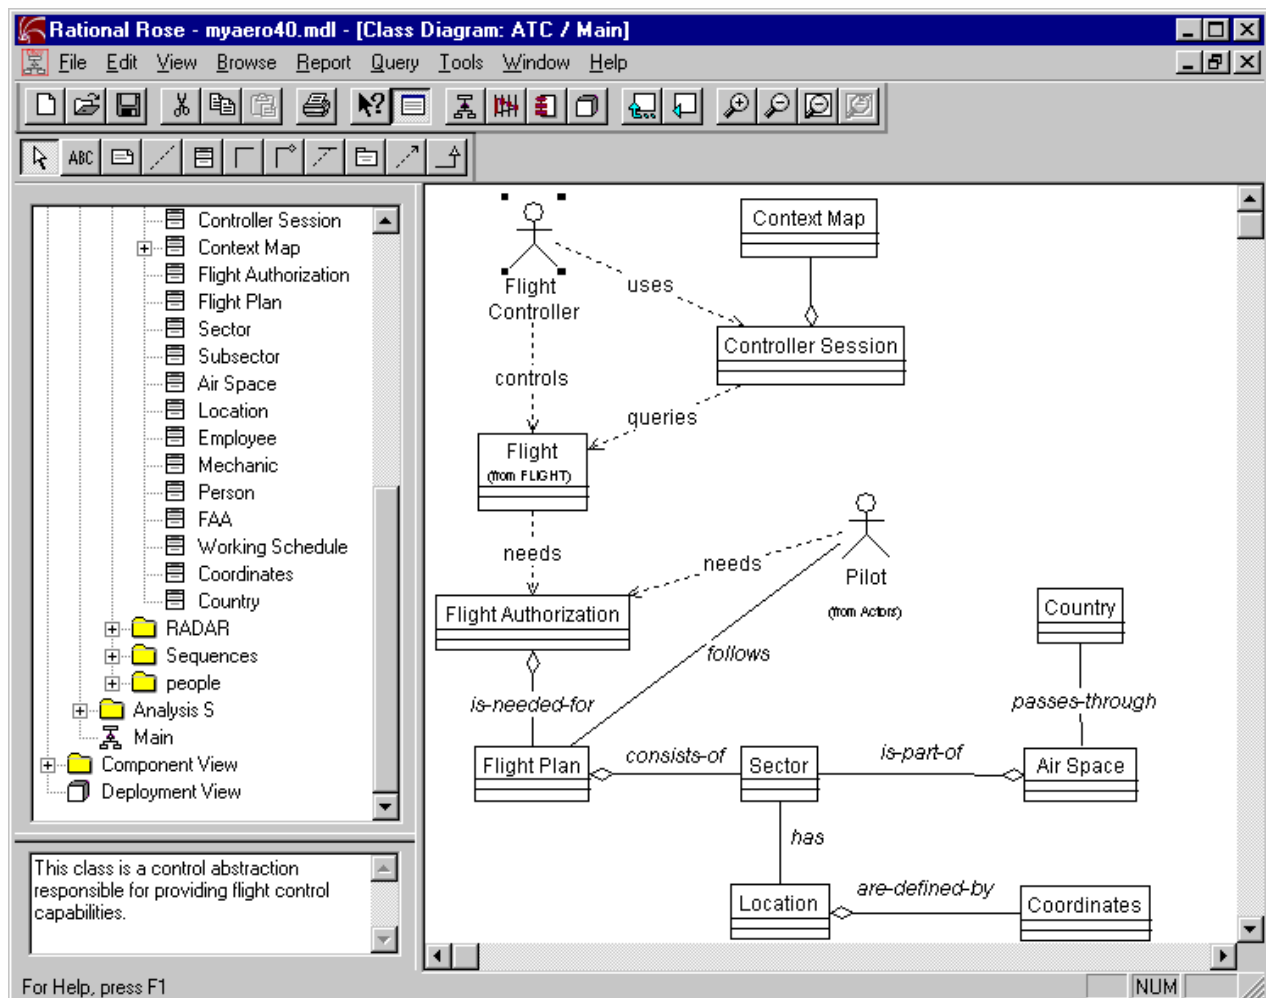 Rational Rose - myaero40.mdl - [Class Diagram: ATC / Main]
File Edit View Browse Report Query Tools Window Help
ABC
Controller Session
Context Map
Flight Authorization
Flight Plan
Sector
Subsector
Air Space
Location
Employee
Mechanic
Person
FAA
Working Schedule
Coordinates
Country
RADAR
Sequences
people
Analysis S
Main
Component View
Deployment View
This class is a control abstraction
responsible for providing flight control
capabilities.
Flight
Controller
uses
Context Map
Controller Session
controls
queries
Flight
(from FLIGHT)
needs
needs
Pilot
(from Actors)
Flight Authorization
Country
follows
is-needed-for
passes-through
Flight Plan
consists-of
Sector
is-part-of
Air Space
has
Location
are-defined-by
Coordinates
For Help, press F1
NUM